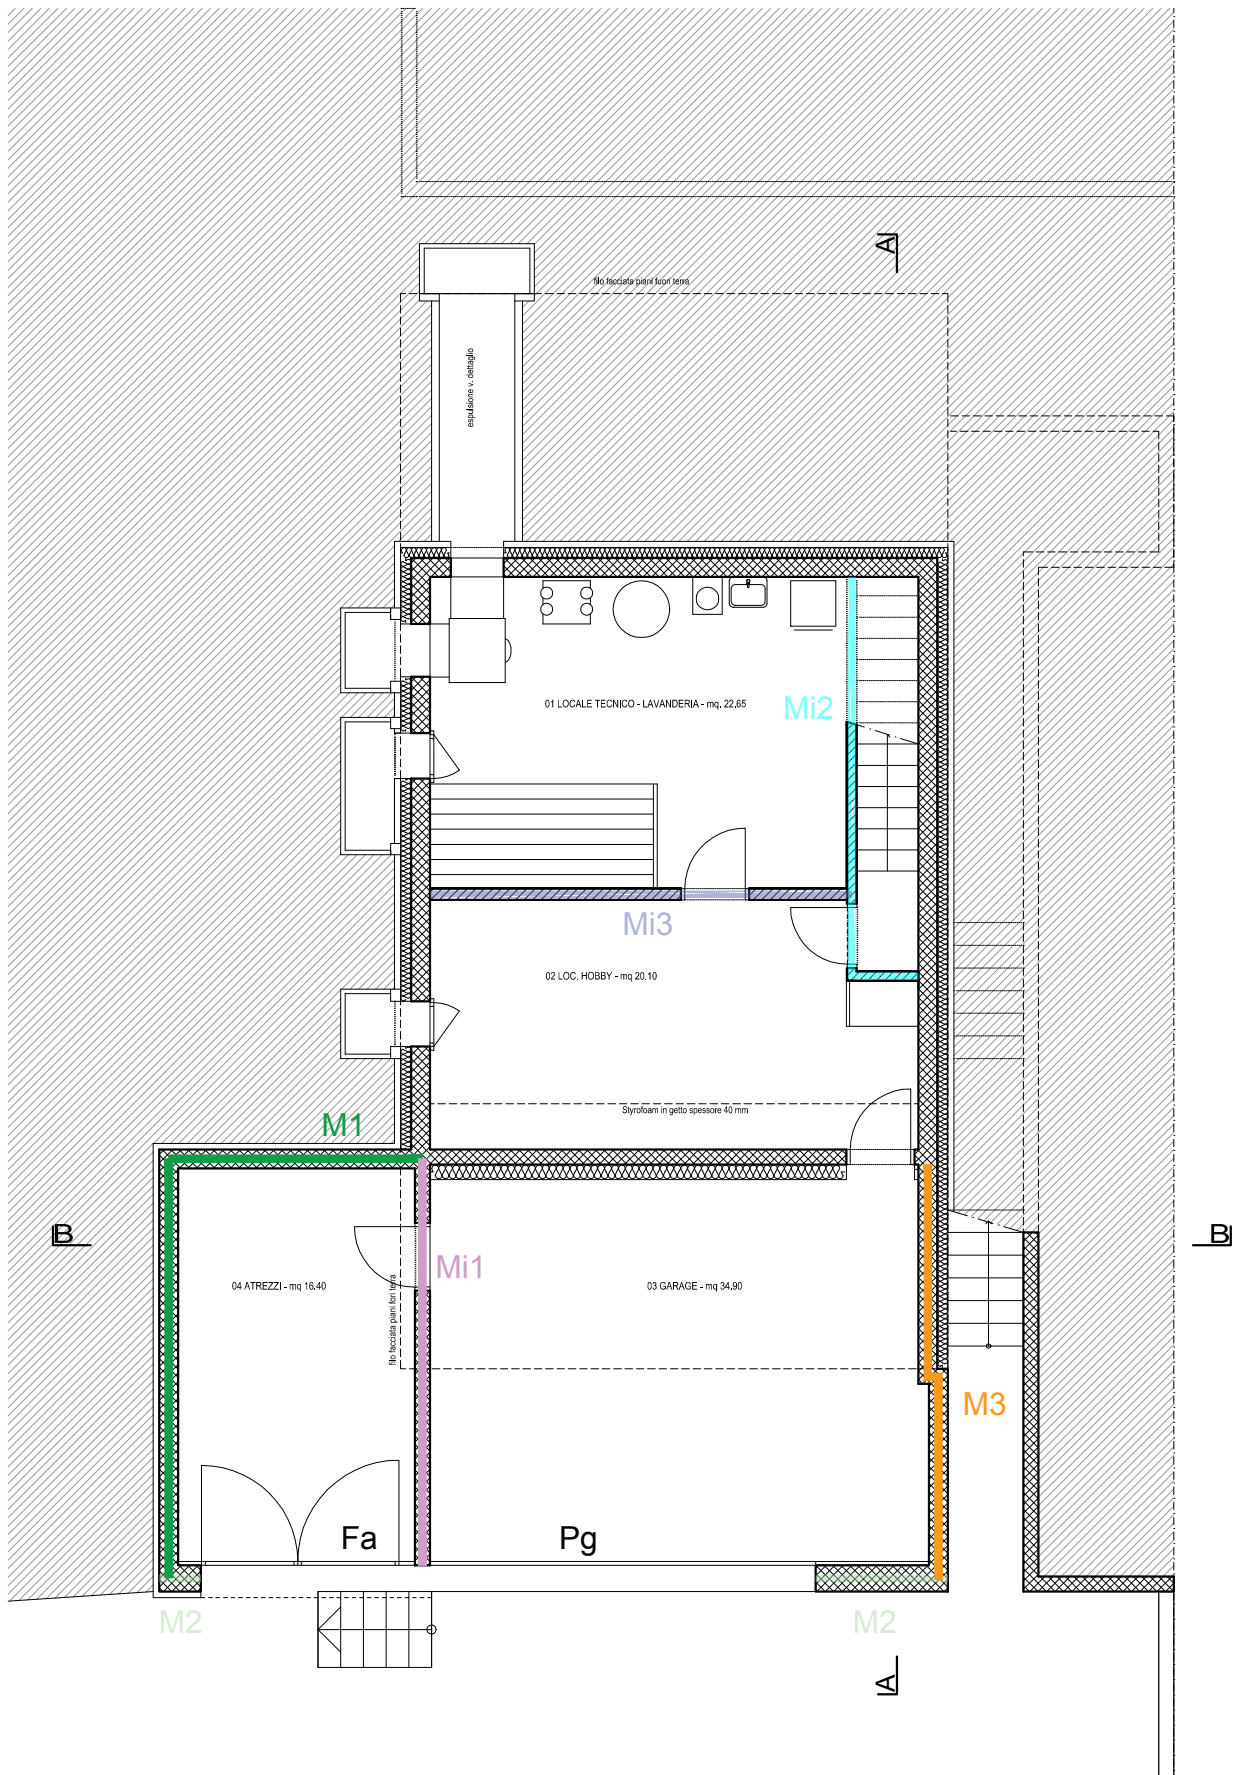 A
filo facciata piani fuori terra
espulsione v. dettaglio
01 LOCALE TECNICO - LAVANDERIA - mq. 22.65
Mi2
Mi3
02 LOC. HOBBY - mq 20.10
Styrofoam in getto spessore 40 mm
M1
B
B
Mi1
04 ATREZZI - mq 16.40
filo facciata piani fori terra
03 GARAGE - mq 34.90
M3
Fa
Pg
M2
M2
A